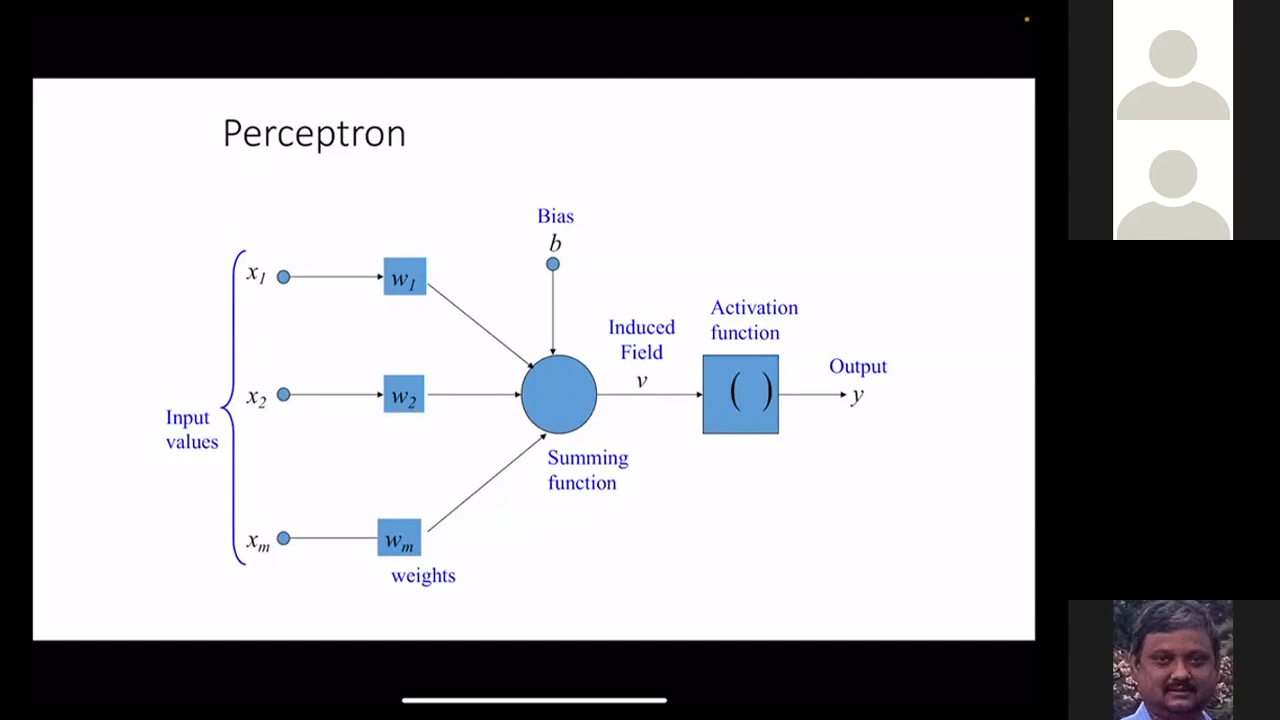 Perceptron
Bias
b
x1
w1
Induced
Field
v
Activation
function
( )
Output
y
x2
w2
Input
values
Summing
function
xm
wm
weights